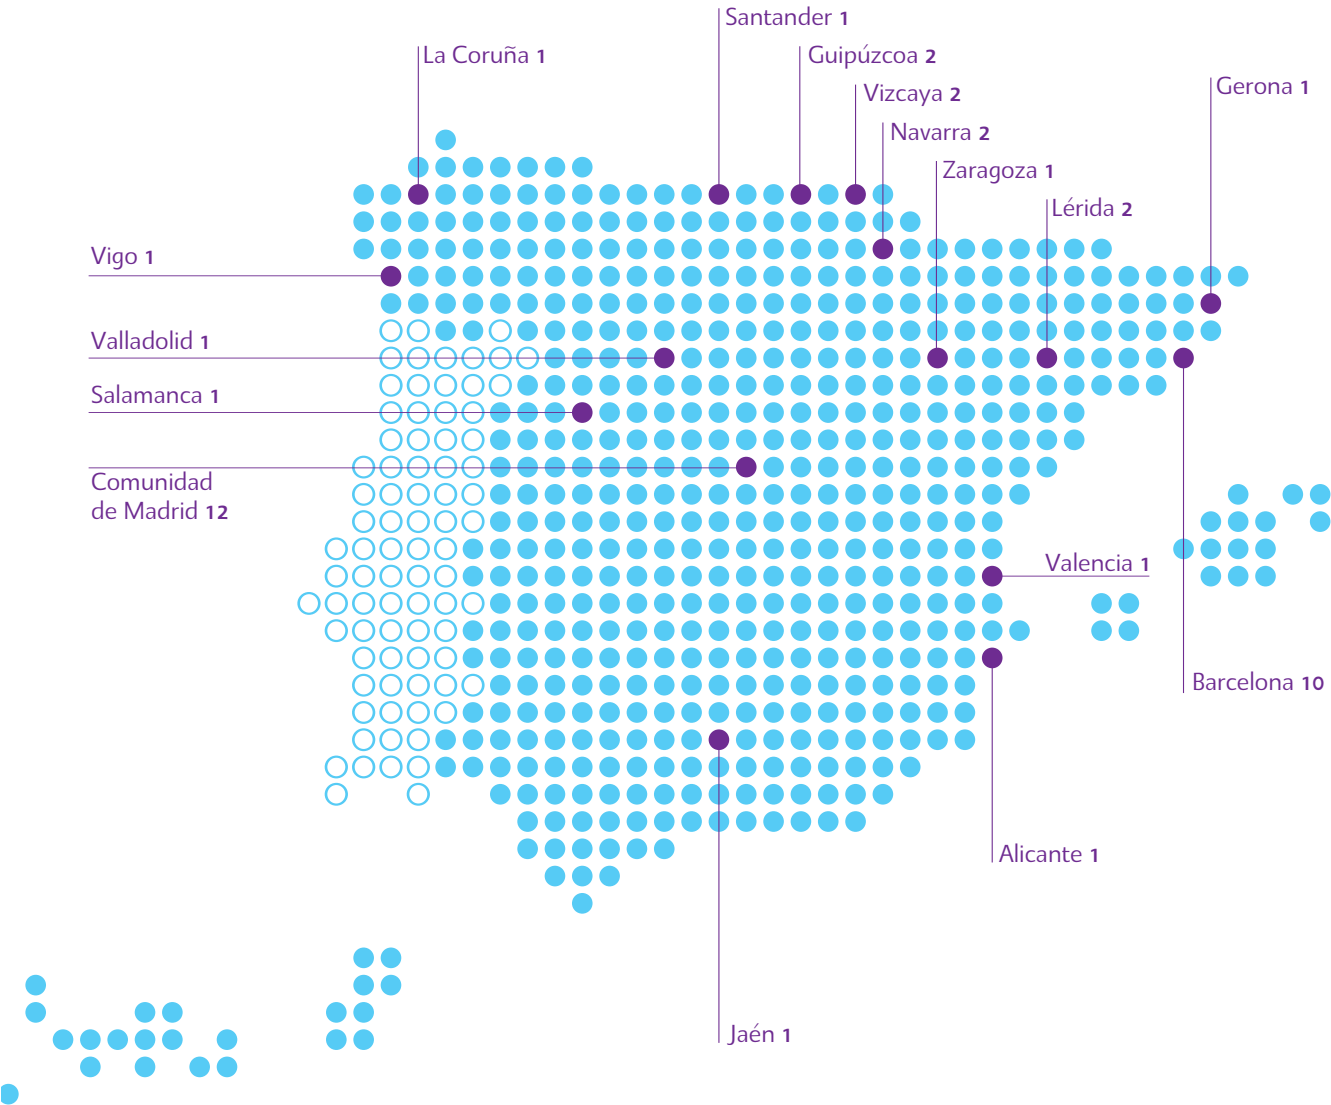 Santander 1
La Coruña 1
Guipúzcoa 2
Gerona 1
Vizcaya 2
Navarra 2
Zaragoza 1
Lérida 2
Vigo 1
Valladolid 1
Salamanca 1
Comunidad
de Madrid 12
Valencia 1
Barcelona 10
Alicante 1
Jaén 1